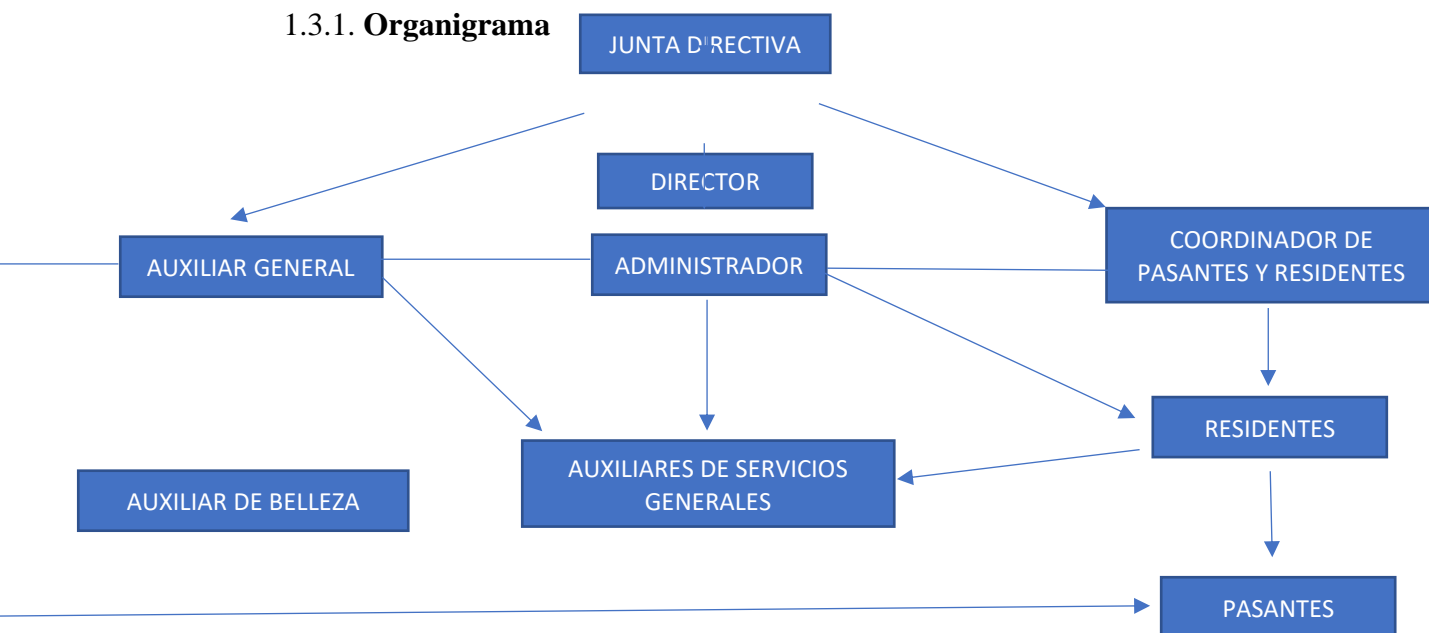 1.3.1. Organigrama
JUNTA DIRECTIVA
DIRECTOR
AUXILIAR GENERAL
ADMINISTRADOR
COORDINADOR DE
PASANTES Y RESIDENTES
RESIDENTES
AUXILIARES DE SERVICIOS
GENERALES
AUXILIAR DE BELLEZA
PASANTES